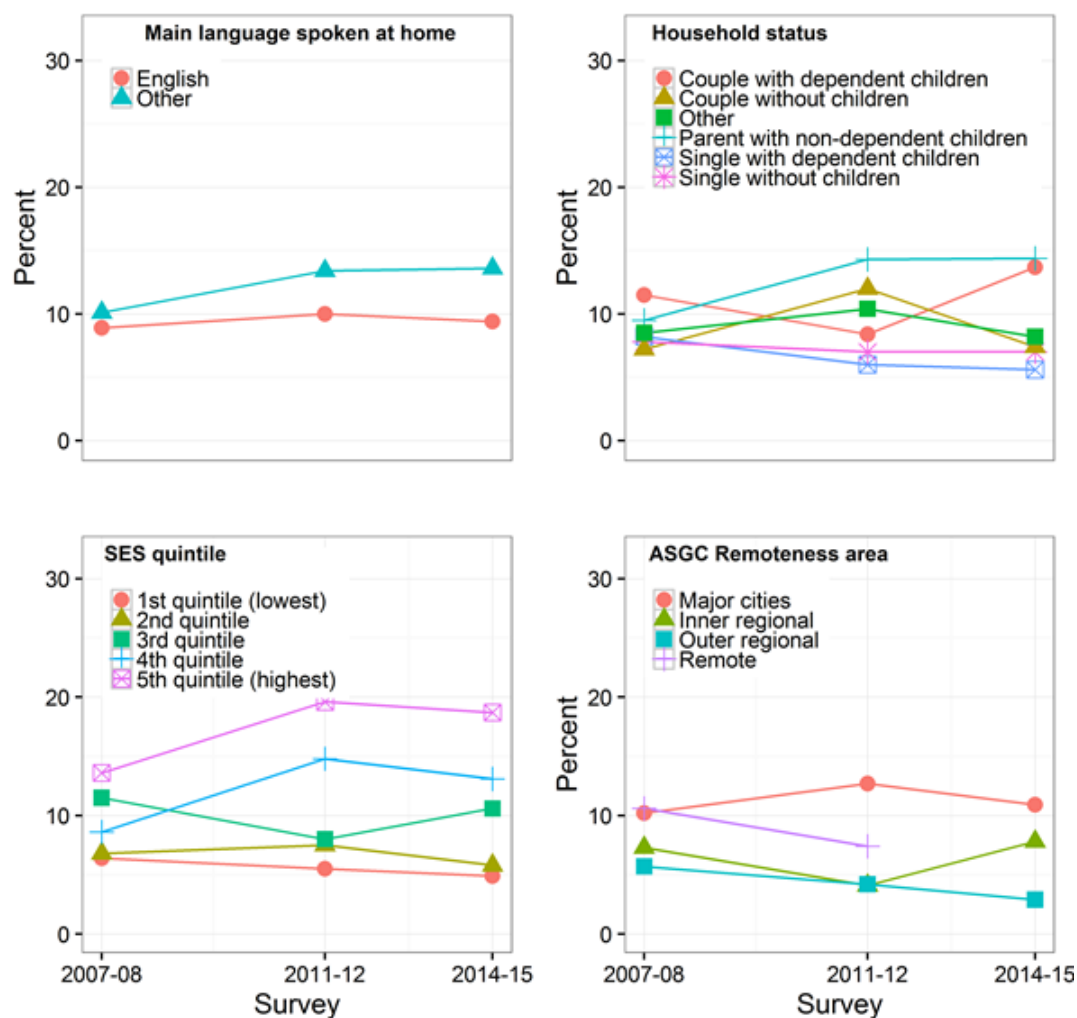 Main language spoken at home
English
Other
30
20
10
0
Percent
Household status
Couple with dependent children
Couple without children
Other
Parent with non-dependent children
Single with dependent children
Single without children
30
20
10
0
Percent
SES quintile
1st quintile (lowest)
2nd quintile
3rd quintile
4th quintile
5th quintile (highest)
30
20
10
0
2007-08 2011-12 2014-15
Survey
ASGC Remoteness area
Major cities
Inner regional
Outer regional
Remote
30
20
10
0
Percent
2007-08 2011-12 2014-15
Survey